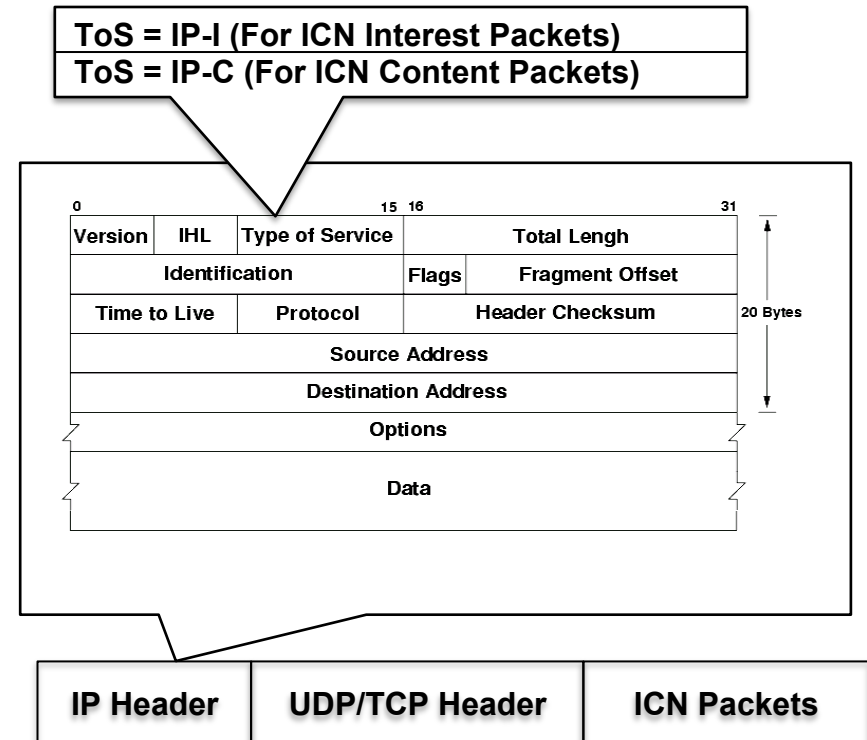 ToS = IP-I (For ICN Interest Packets)
ToS = IP-C (For ICN Content Packets)
0 15 16 31
Version IHL Type of Service Total Lengh
Identification Flags Fragment Offset
Time to Live Protocol Header Checksum
20 Bytes
Source Address
Destination Address
Options
Data
IP Header UDP/TCP Header ICN Packets